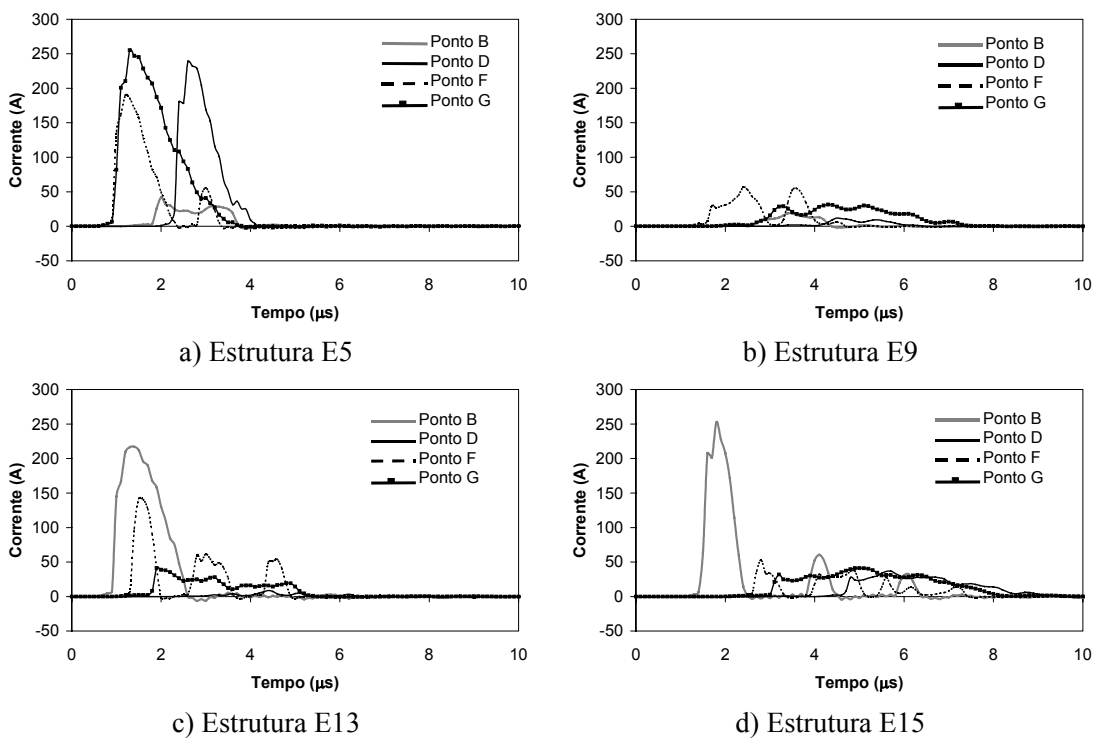 300
250
200
150
100
50
0
-50
Corrente (A)
0 2 4 6 8 10
Tempo (µs)
Ponto B
Ponto D
Ponto F
Ponto G
a) Estrutura E5
300
250
200
150
100
50
0
-50
Corrente (A)
0 2 4 6 8 10
Tempo (µs)
Ponto B
Ponto D
Ponto F
Ponto G
b) Estrutura E9
300
250
200
150
100
50
0
-50
Corrente (A)
0 2 4 6 8 10
Tempo (µs)
Ponto B
Ponto D
Ponto F
Ponto G
c) Estrutura E13
300
250
200
150
100
50
0
-50
Corrente (A)
0 2 4 6 8 10
Tempo (µs)
Ponto B
Ponto D
Ponto F
Ponto G
d) Estrutura E15